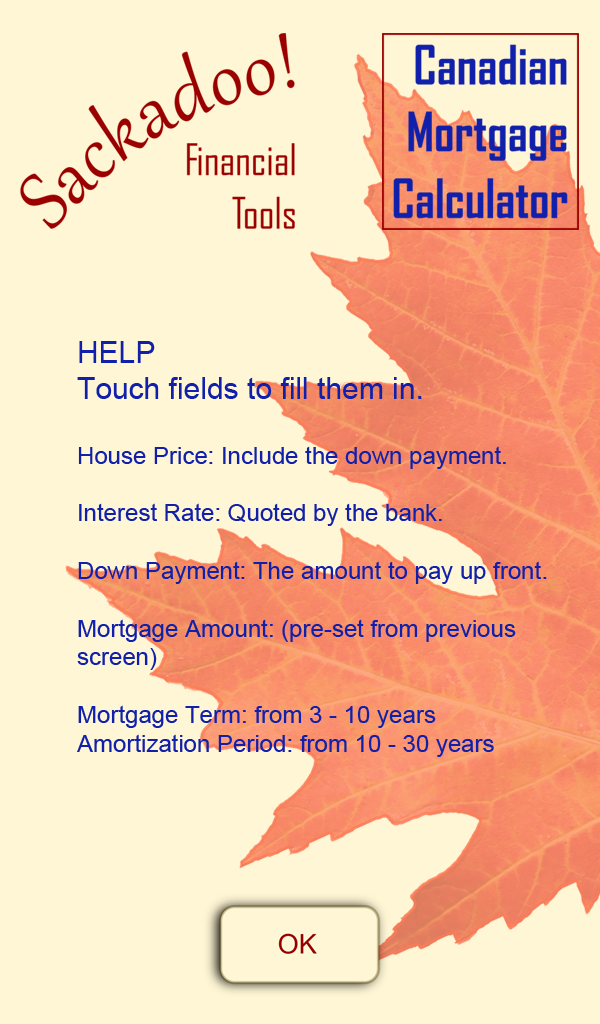 Sackadoo!
Financial
Tools
Canadian
Mortgage
Calculator
HELP
Touch fields to fill them in.
House Price: Include the down payment.
Interest Rate: Quoted by the bank.
Down Payment: The amount to pay up front.
Mortgage Amount: (pre-set from previous
screen)
Mortgage Term: from 3 - 10 years
Amortization Period: from 10 - 30 years
OK